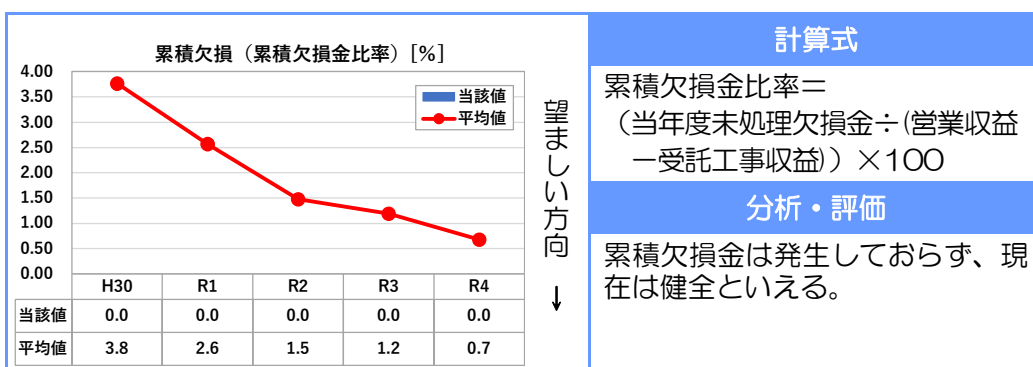 累積欠損（累積欠損金比率）[%]
4.00
3.50
3.00
2.50
2.00
1.50
1.00
0.50
0.00
当該値
平均値
H30 R1 R2 R3 R4
当該値 0.0 0.0 0.0 0.0 0.0
平均値 3.8 2.6 1.5 1.2 0.7
望ましい方向 ↓
計算式
累積欠損金比率＝
（当年度未処理欠損金÷(営業収益
ー受託工事収益)）×100
分析・評価
累積欠損金は発生しておらず、現
在は健全といえる。